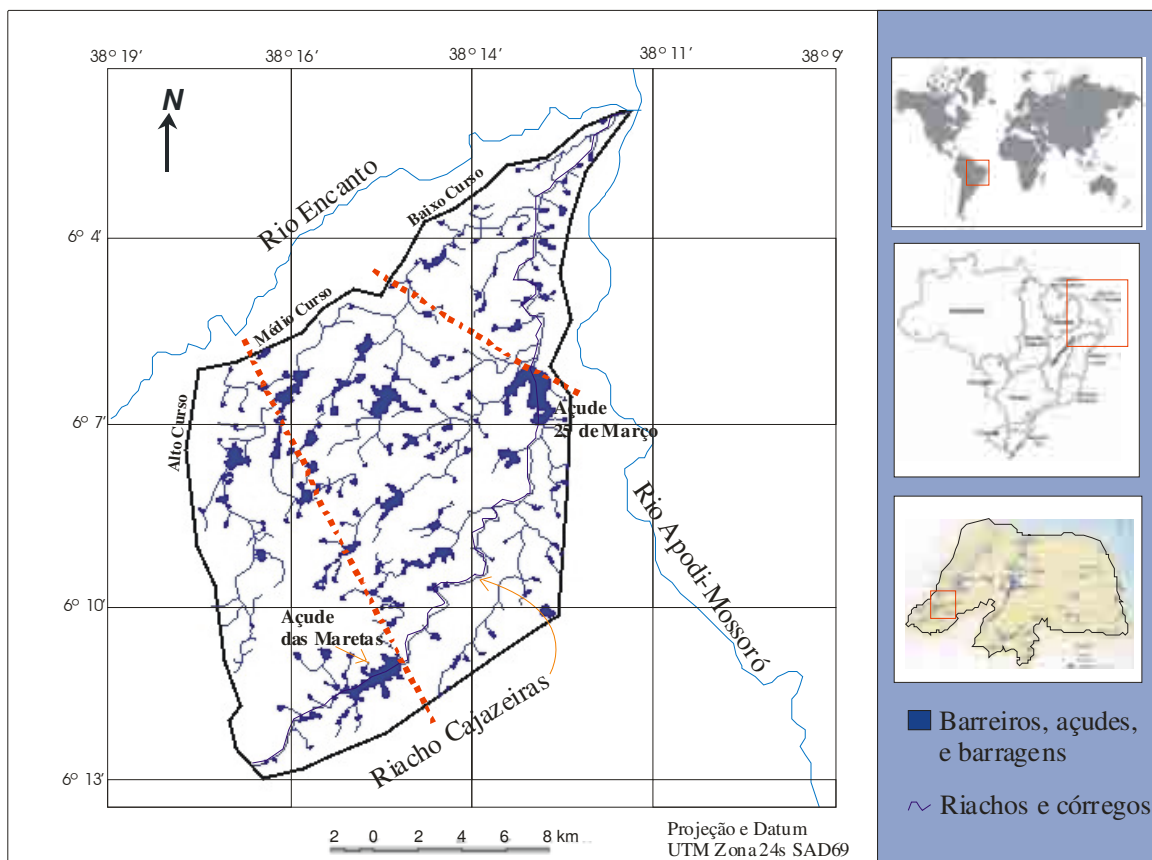 38° 19'
38° 16'
38° 14'
38° 11'
38° 9'
N
Rio Encanto
Baixo Curso
6° 4'
Médio Curso
Alto Curso
6° 7'
Açude
25 de Março
Rio Apodi-Mossoró
6° 10'
Açude
das Maretas
Riacho Cajazeiras
6° 13'
2 0 2 4 6 8 km
Projeção e Datum
UTM Zona 24s SAD69
Barreiros, açudes,
e barragens
Riachos e córregos